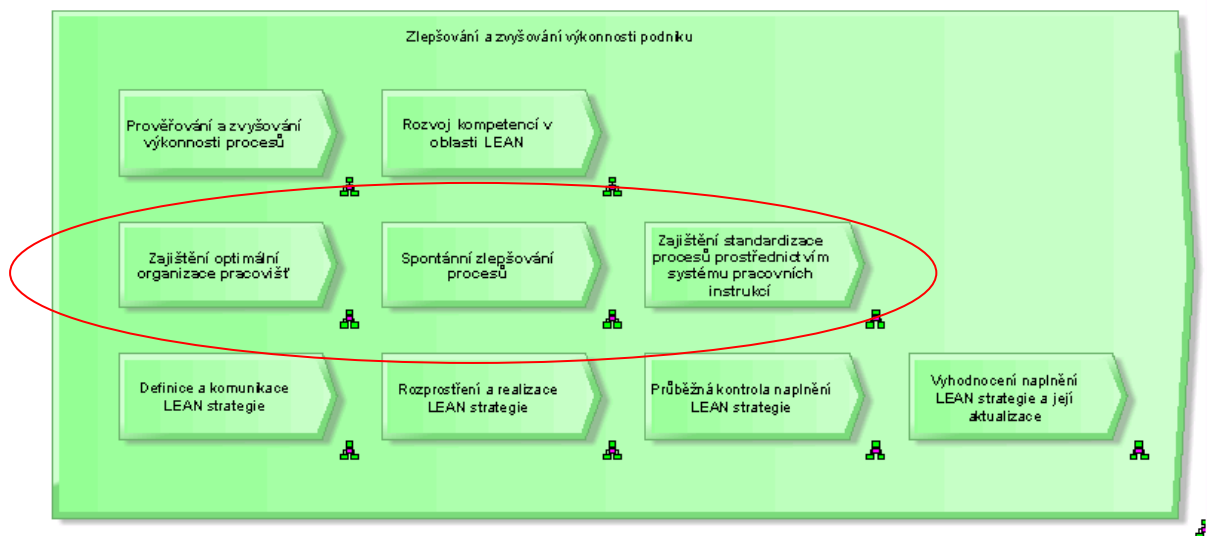 Zlepšování a zvyšování výkonnosti podniku
Prověřování a zvyšování
výkonnosti procesů
Rozvoj kompetencí v
oblasti LEAN
Zajištění optimální
organizace pracovišť
Spontánní zlepšování
procesů
Zajištění standardizace
procesů prostřednictvím
systému pracovních
instrukcí
Definice a komunikace
LEAN strategie
Rozprostření a realizace
LEAN strategie
Průběžná kontrola naplnění
LEAN strategie
Vyhodnocení naplnění
LEAN strategie a její
aktualizace